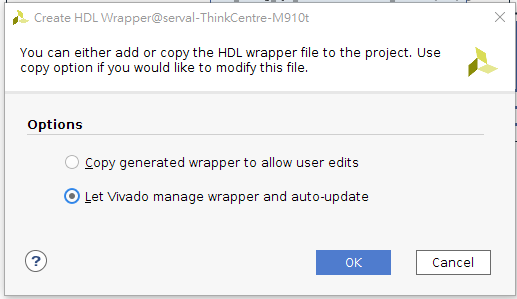 Create HDL Wrapper@serval-ThinkCentre-M910t
You can either add or copy the HDL wrapper file to the project. Use
copy option if you would like to modify this file.
Options
Copy generated wrapper to allow user edits
Let Vivado manage wrapper and auto-update
?
OK
Cancel